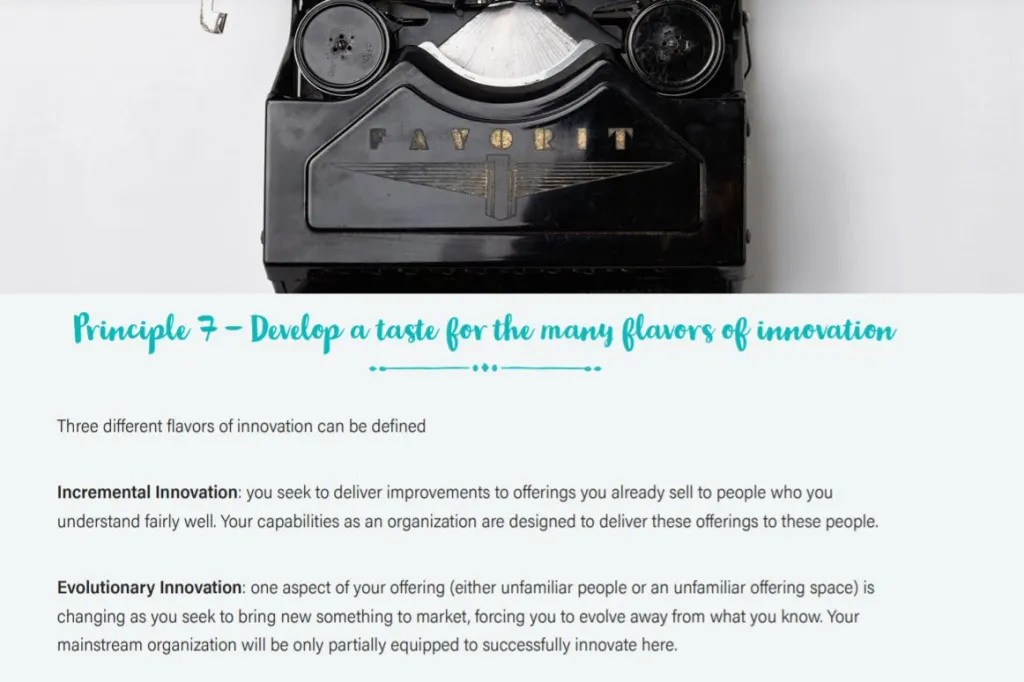 FAVORIT
Principle 7 – Develop a taste for the many flavors of innovation
Three different flavors of innovation can be defined
Incremental Innovation: you seek to deliver improvements to offerings you already sell to people who you
understand fairly well. Your capabilities as an organization are designed to deliver these offerings to these people.
Evolutionary Innovation: one aspect of your offering (either unfamiliar people or an unfamiliar offering space) is
changing as you seek to bring new something to market, forcing you to evolve away from what you know. Your
mainstream organization will be only partially equipped to successfully innovate here.